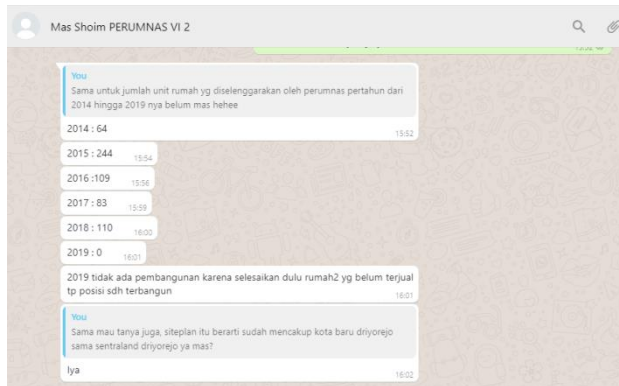 Mas Shoim PERUMNAS VI 2
You
Sama untuk jumlah unit rumah yg diselenggarakan oleh perumnas pertahun dari
2014 hingga 2019 nya belum mas hehee
2014 : 64
15:52
2015 : 244
15:54
2016 :109
15:56
2017 : 83
15:59
2018 : 110
16:00
2019 : 0
16:01
2019 tidak ada pembangunan karena selesaikan dulu rumah2 yg belum terjual
tp posisi sdh terbangun
16:01
You
Sama mau tanya juga, siteplan itu berarti sudah mencakup kota baru driyorejo
sama sentraland driyorejo ya mas?
Iya
16:02